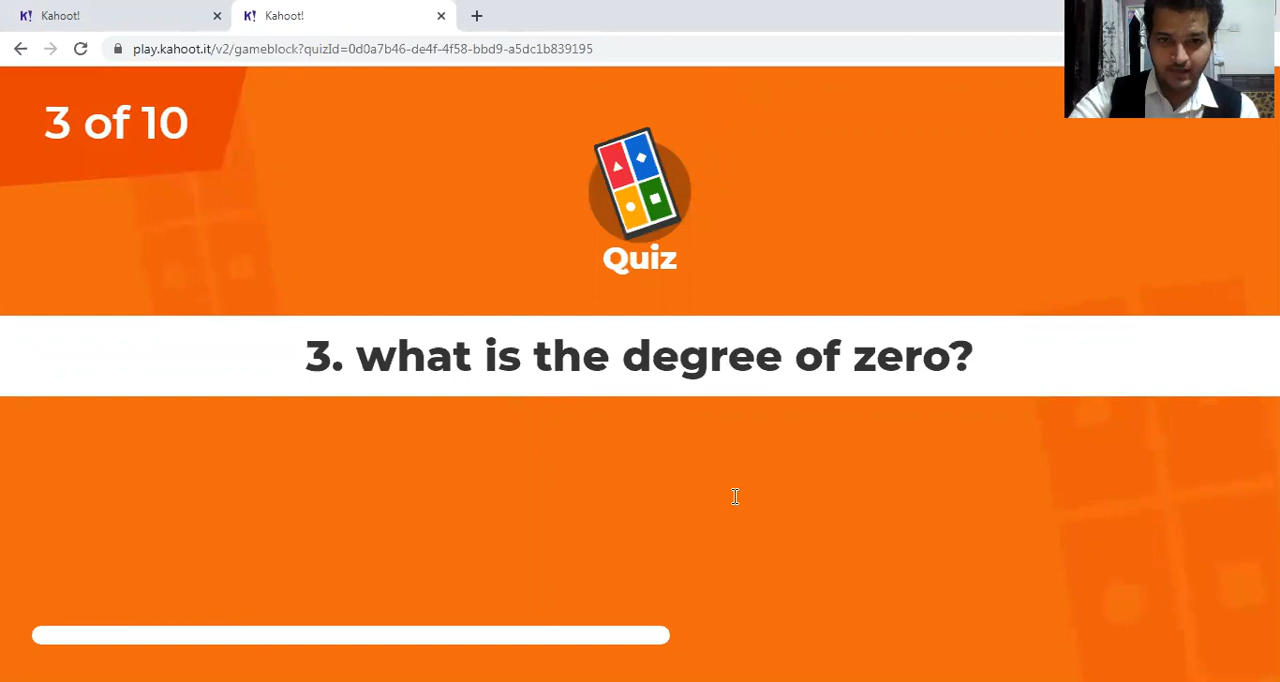 Kahoot!
Kahoot!
play.kahoot.it/v2/gameblock?quizId=0d0a7b46-de4f-4f58-bbd9-a5dc1b839195
3 of 10
Quiz
3. what is the degree of zero?